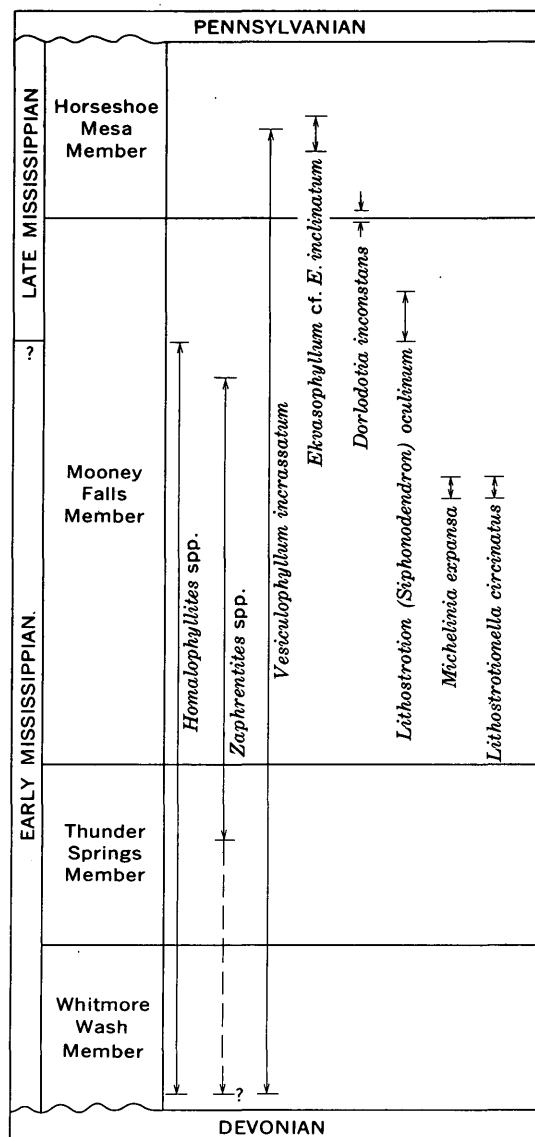 PENNSYLVANIAN
LATE MISSISSIPPIAN
?
EARLY MISSISSIPPIAN.
Horseshoe
Mesa
Member
Mooney
Falls
Member
Thunder
Springs
Member
Whitmore
Wash
Member
Homalophyllites spp.
Zaphrentites spp.
?
Vesiculophyllum incrassatum
Ekvasophyllum cf. E. inclinatum
Dorlodotia inconstans
Lithostrotion (Siphonodendron) oculinum
Michelinia expansa
Lithostrotionella circinatus
DEVONIAN